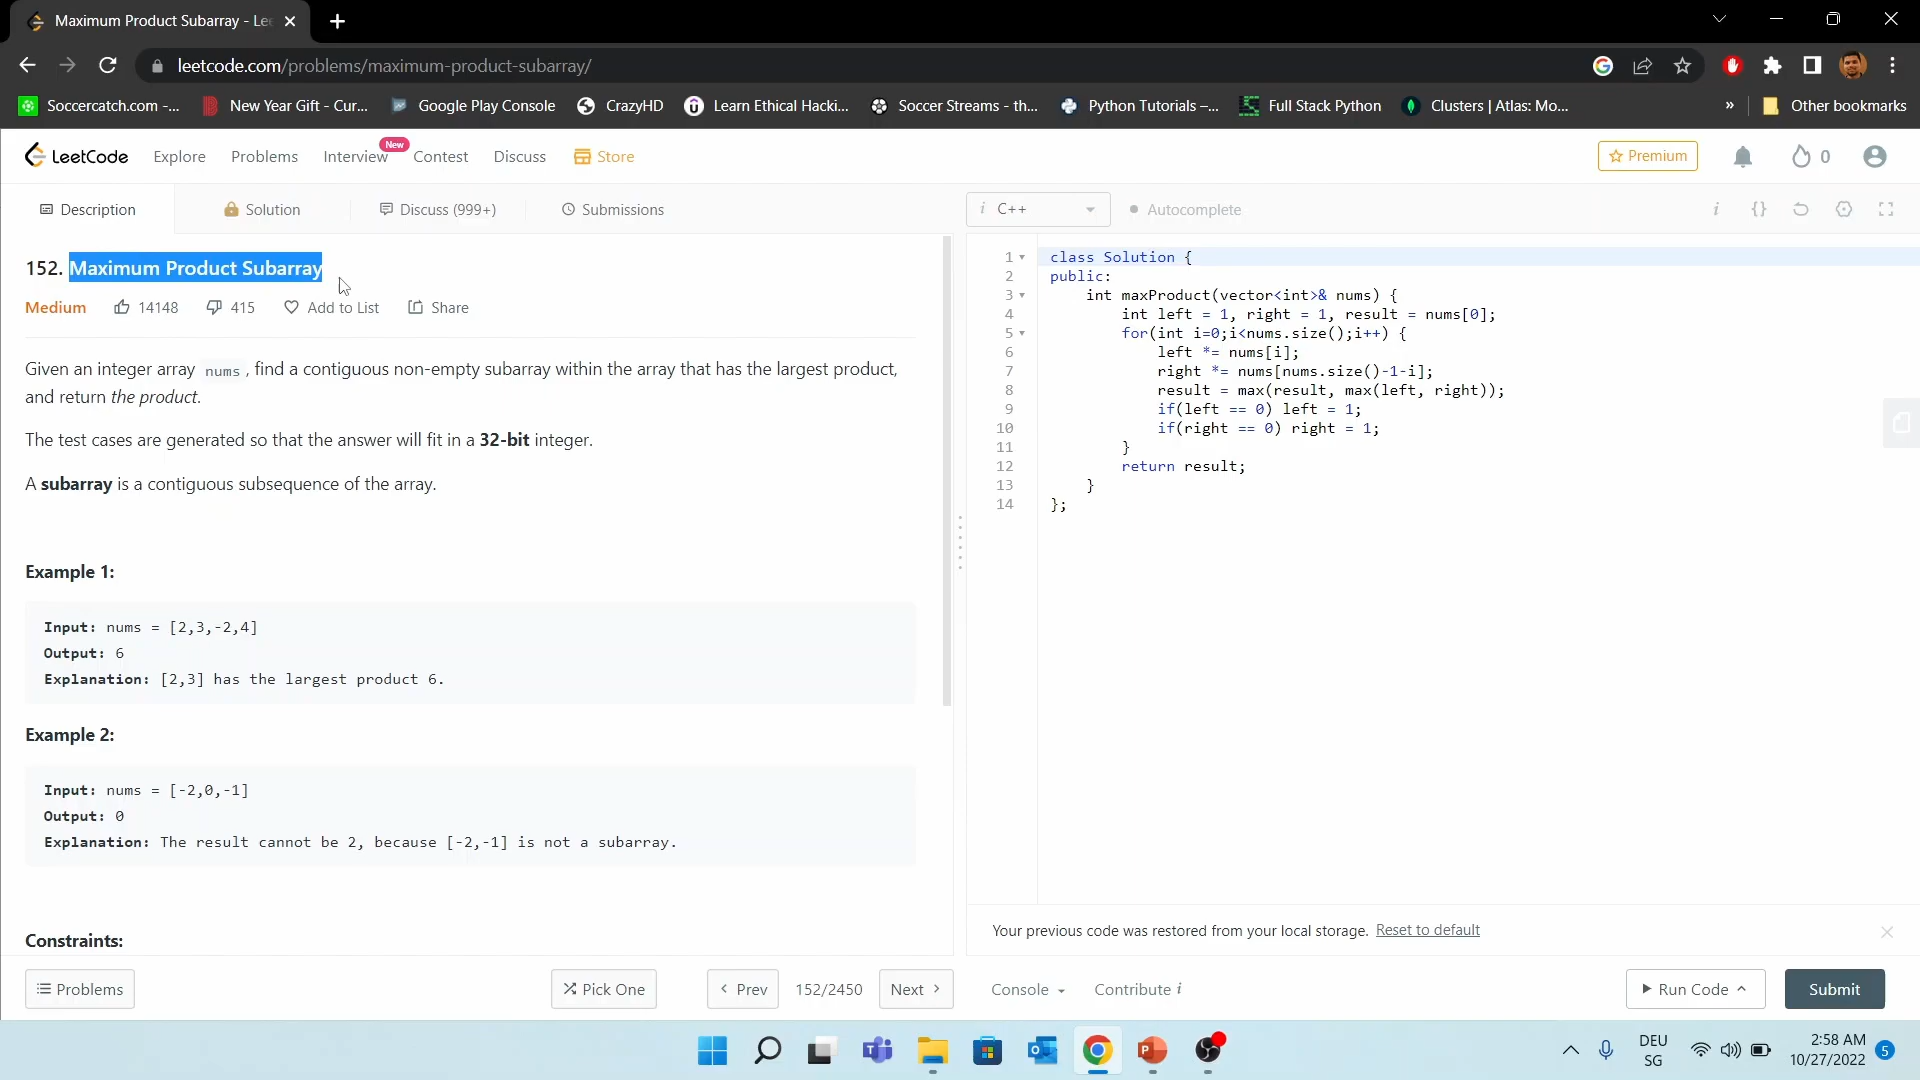 Maximum Product Subarray - Lee
leetcode.com/problems/maximum-product-subarray/
Soccercatch.com -...
New Year Gift - Cur...
Google Play Console
CrazyHD
Learn Ethical Hacki...
Soccer Streams - th...
Python Tutorials –...
Full Stack Python
Clusters | Atlas: Mo...
»
Other bookmarks
LeetCode
Explore
Problems
Interview
New
Contest
Discuss
Store
Premium
0
Description
Solution
Discuss (999+)
Submissions
i C++
Autocomplete
152. Maximum Product Subarray
Medium
14148
415
Add to List
Share
Given an integer array nums, find a contiguous non-empty subarray within the array that has the largest product,
and return the product.
The test cases are generated so that the answer will fit in a 32-bit integer.
A subarray is a contiguous subsequence of the array.
Example 1:
Input: nums = [2,3,-2,4]
Output: 6
Explanation: [2,3] has the largest product 6.
Example 2:
Input: nums = [-2,0,-1]
Output: 0
Explanation: The result cannot be 2, because [-2,-1] is not a subarray.
Constraints:
1 class Solution {
2 public:
3 int maxProduct(vector<int>& nums) {
4 int left = 1, right = 1, result = nums[0];
5 for(int i=0;i<nums.size();i++) {
6 left *= nums[i];
7 right *= nums[nums.size()-1-i];
8 result = max(result, max(left, right));
9 if(left == 0) left = 1;
10 if(right == 0) right = 1;
11 }
12 return result;
13 }
14 };
Your previous code was restored from your local storage. Reset to default
Problems
Pick One
Prev
152/2450
Next
Console
Contribute i
Run Code
Submit
DEU
SG
2:58 AM
10/27/2022
5